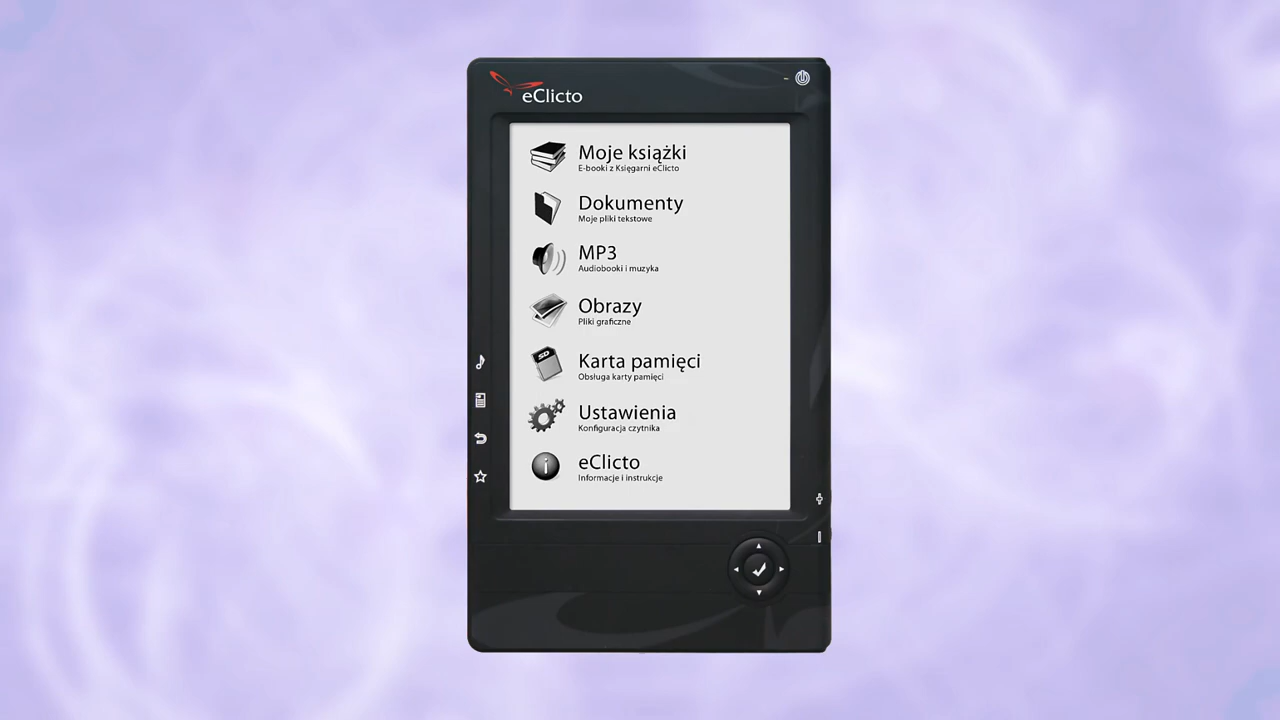 eClicto
Moje książki
E-booki z Księgarni eClicto
Dokumenty
Moje pliki tekstowe
MP3
Audiobooki i muzyka
Obrazy
Pliki graficzne
SD
Karta pamięci
Obsługa karty pamięci
Ustawienia
Konfiguracja czytnika
eClicto
Informacje i instrukcje